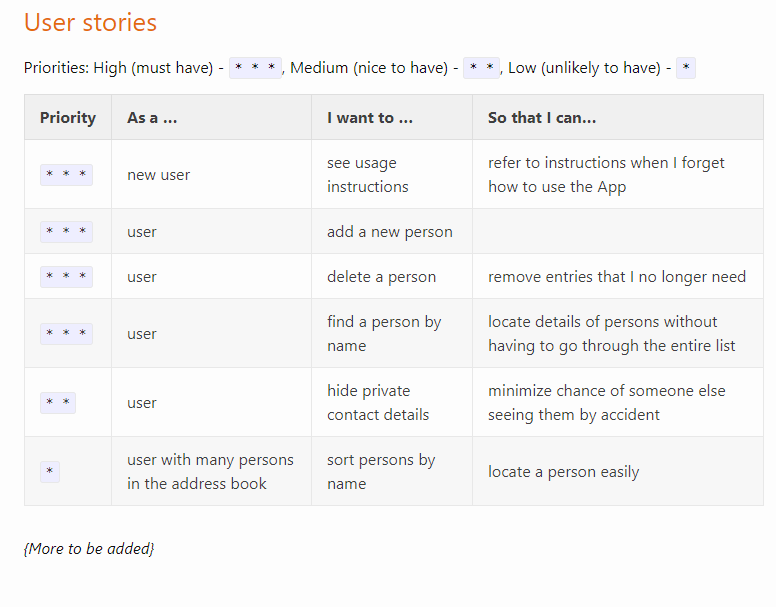 User stories
Priorities: High (must have) - * * *, Medium (nice to have) - * *, Low (unlikely to have) - *
Priority As a … I want to … So that I can…
* * * new user see usage instructions refer to instructions when I forget how to use the App
* * * user add a new person
* * * user delete a person remove entries that I no longer need
* * * user find a person by name locate details of persons without having to go through the entire list
* * user hide private contact details minimize chance of someone else seeing them by accident
* user with many persons in the address book sort persons by name locate a person easily
{More to be added}